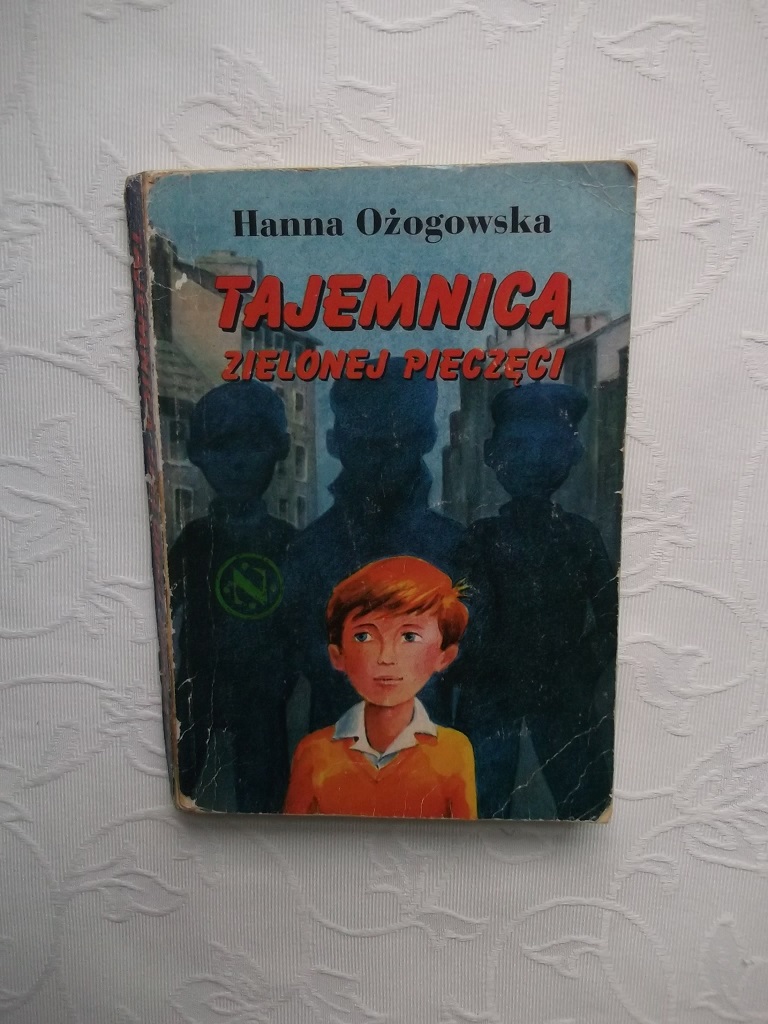 Hanna Ożogowska
TAJEMNICA
ZIELONEJ PIECZĘCI
N